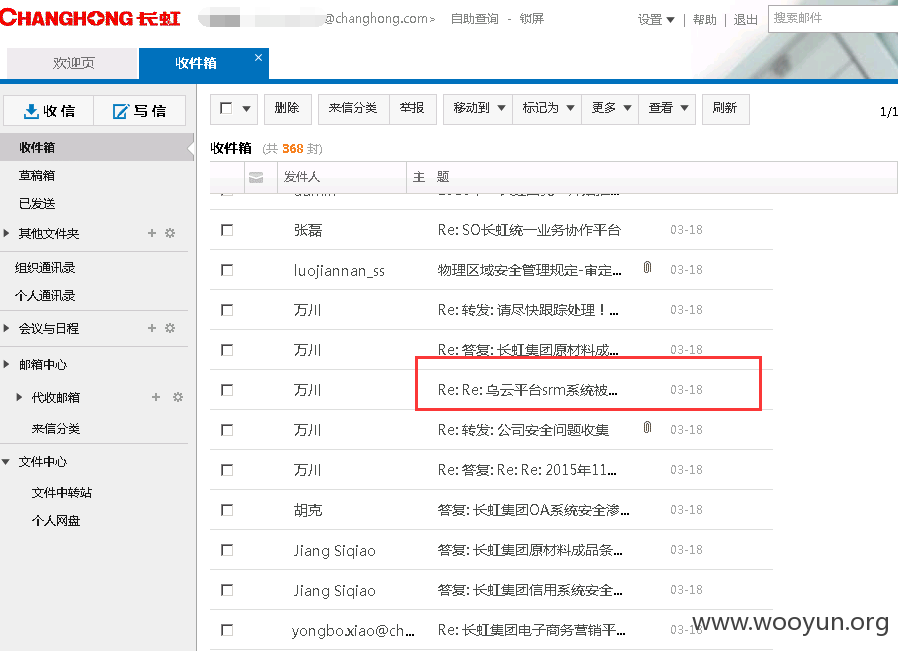 CHANGHONG 长虹 @changhong.com> 自助查询 - 锁屏 设置 | 帮助 | 退出 搜索邮件
欢迎页 收件箱 ×
收信 写信
删除 来信分类 举报 移动到 标记为 更多 查看 刷新 1/1
收件箱
草稿箱
已发送
其他文件夹
组织通讯录
个人通讯录
会议与日程
邮箱中心
代收邮箱
来信分类
文件中心
文件中转站
个人网盘
收件箱 (共 368 封)
发件人 主 题
张磊 Re: SO长虹统一业务协作平台 03-18
luojiannan_ss 物理区域安全管理规定-审定... 03-18
万川 Re: 转发: 请尽快跟踪处理！... 03-18
万川 Re: 答复: 长虹集团原材料成... 03-18
万川 Re: Re: 乌云平台srm系统被... 03-18
万川 Re: 转发: 公司安全问题收集 03-18
万川 Re: 答复: Re: Re: 2015年11... 03-18
胡克 答复: 长虹集团OA系统安全渗... 03-18
Jiang Siqiao 答复: 长虹集团原材料成品条... 03-18
Jiang Siqiao 答复: 长虹集团信用系统安全... 03-18
yongbo.xiao@ch... Re: 长虹集团电子商务营销平... 03-18
www.wooyun.org